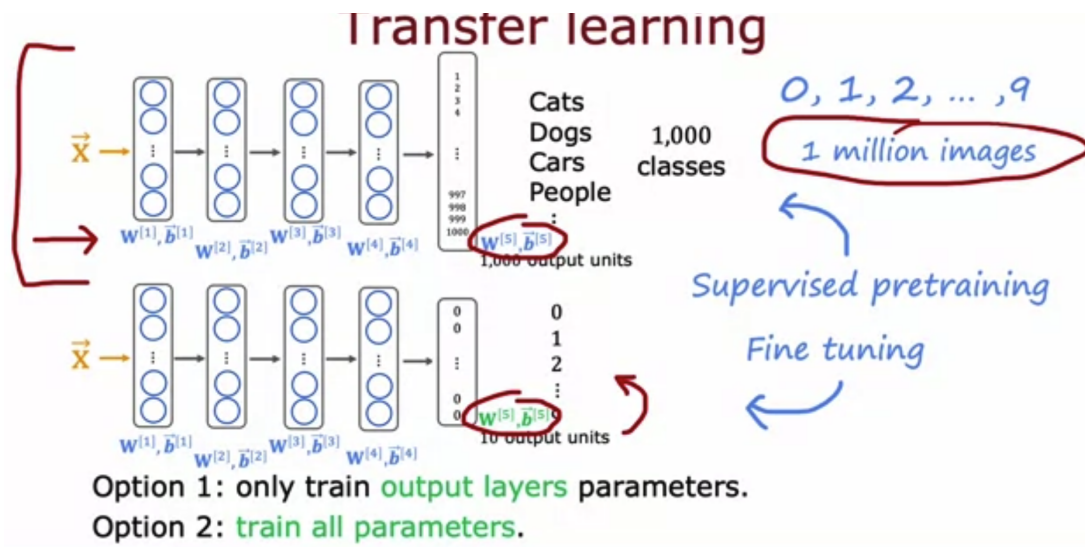 Transfer learning
0, 1, 2, ... ,9
1 million images
Cats
Dogs
Cars
People
⋮
1,000
classes
1
2
3
4
⋮
997
998
999
1000
x⃗
W[1], b⃗[1]
W[2], b⃗[2]
W[3], b⃗[3]
W[4], b⃗[4]
W[5], b⃗[5]
1,000 output units
Supervised pretraining
Fine tuning
x⃗
0
0
⋮
0
0
0
1
2
⋮
9
W[1], b⃗[1]
W[2], b⃗[2]
W[3], b⃗[3]
W[4], b⃗[4]
W[5], b⃗[5]
10 output units
Option 1: only train output layers parameters.
Option 2: train all parameters.